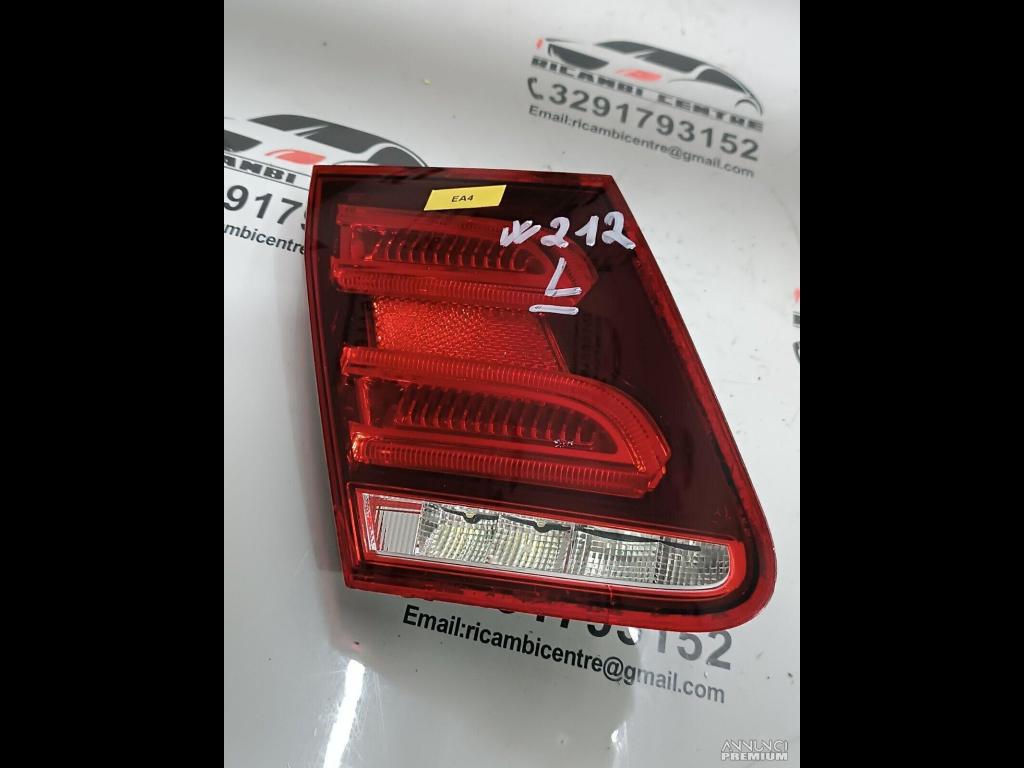 RICAMBI CENTRE
3291793152
Email:ricambicentre@gmail.com
EA4
W212
L
Email:ricambicentre@gmail.com
ANNUNCI
PREMIUM